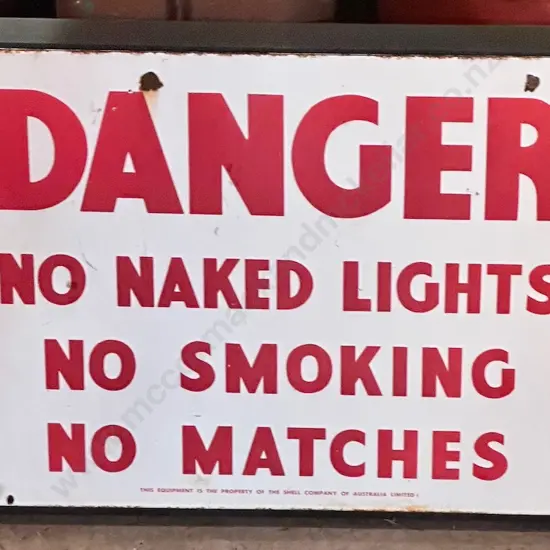 DANGER
NO NAKED LIGHTS
NO SMOKING
NO MATCHES
THIS EQUIPMENT IS THE PROPERTY OF THE SHELL COMPANY OF AUSTRALIA LIMITED